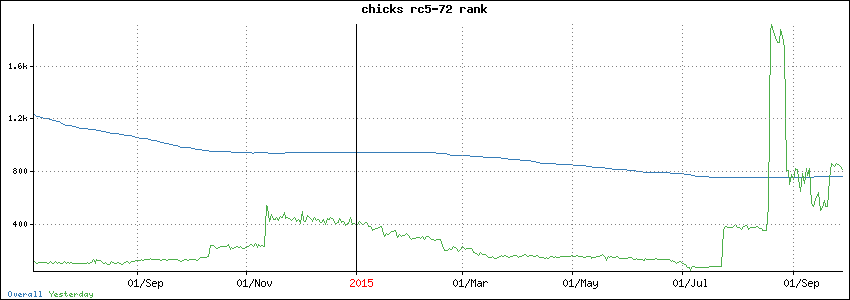 chicks rc5-72 rank
1.6k
1.2k
800
400
01/Sep 01/Nov 2015 01/Mar 01/May 01/Jul 01/Sep
Overall Yesterday